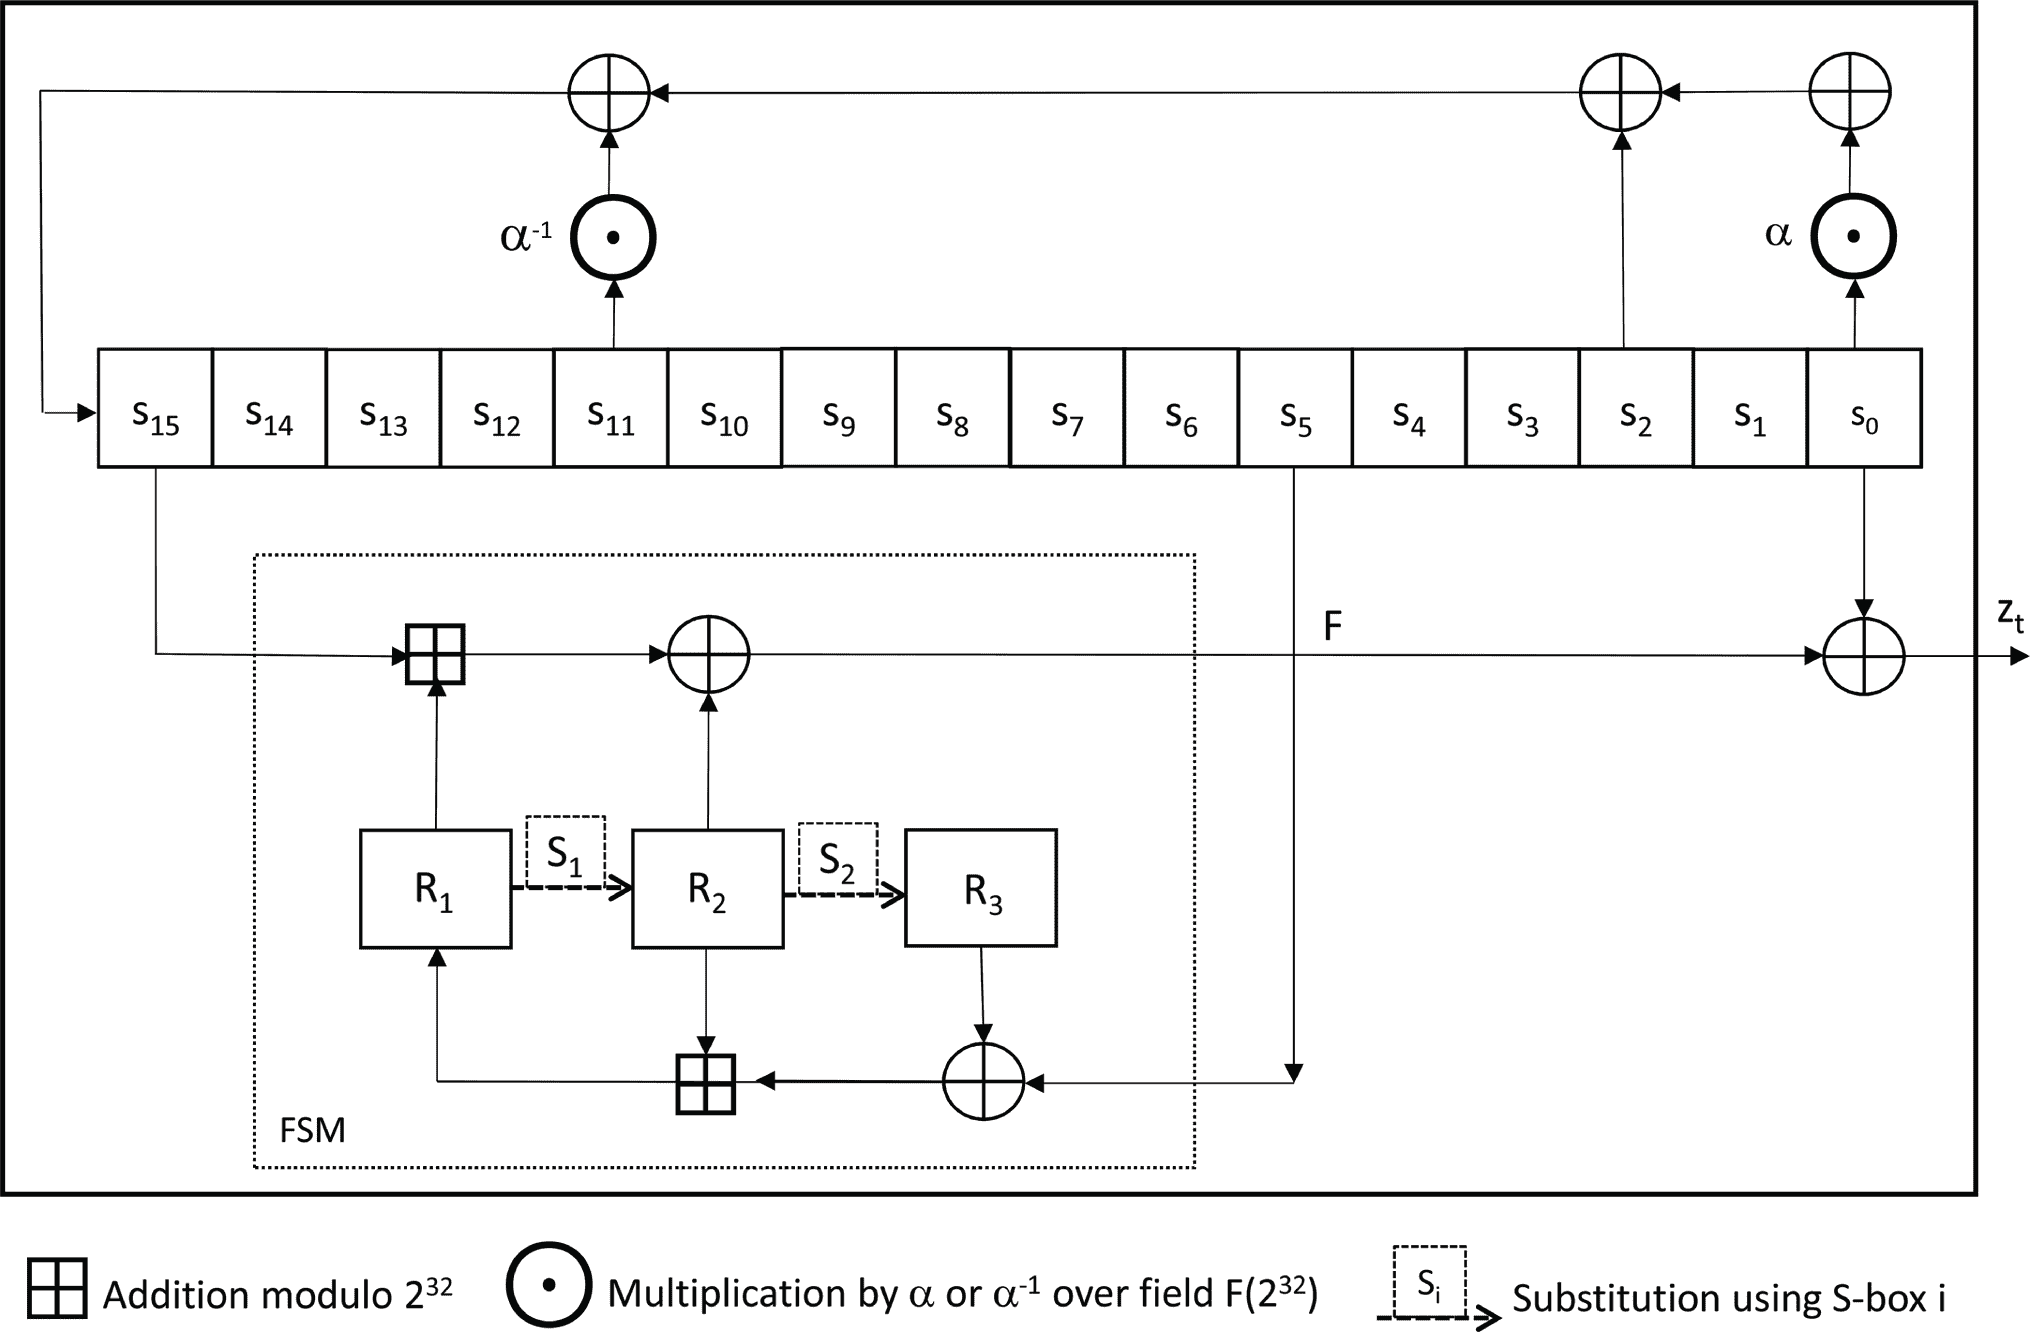 α⁻¹
α
s₁₅ s₁₄ s₁₃ s₁₂ s₁₁ s₁₀ s₉ s₈ s₇ s₆ s₅ s₄ s₃ s₂ s₁ s₀
F
zₜ
S₁
S₂
R₁
R₂
R₃
FSM
Addition modulo 2³²
Multiplication by α or α⁻¹ over field F(2³²)
Sᵢ
Substitution using S-box i